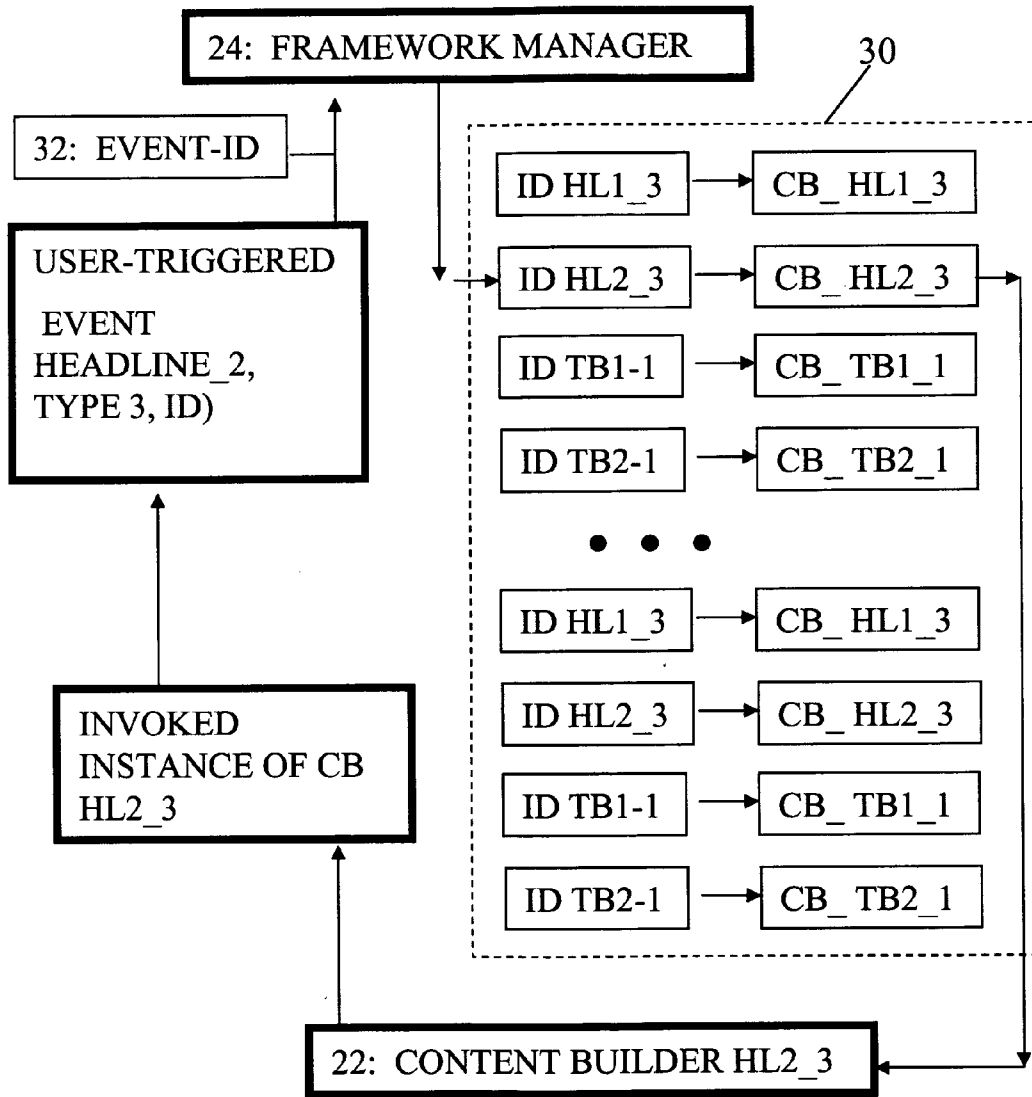 24: FRAMEWORK MANAGER
30
32: EVENT-ID
USER-TRIGGERED
EVENT
HEADLINE_2,
TYPE 3, ID)
ID HL1_3
CB_ HL1_3
ID HL2_3
CB_ HL2_3
ID TB1-1
CB_ TB1_1
ID TB2-1
CB_ TB2_1
ID HL1_3
CB_ HL1_3
ID HL2_3
CB_ HL2_3
ID TB1-1
CB_ TB1_1
ID TB2-1
CB_ TB2_1
INVOKED
INSTANCE OF CB
HL2_3
22: CONTENT BUILDER HL2_3